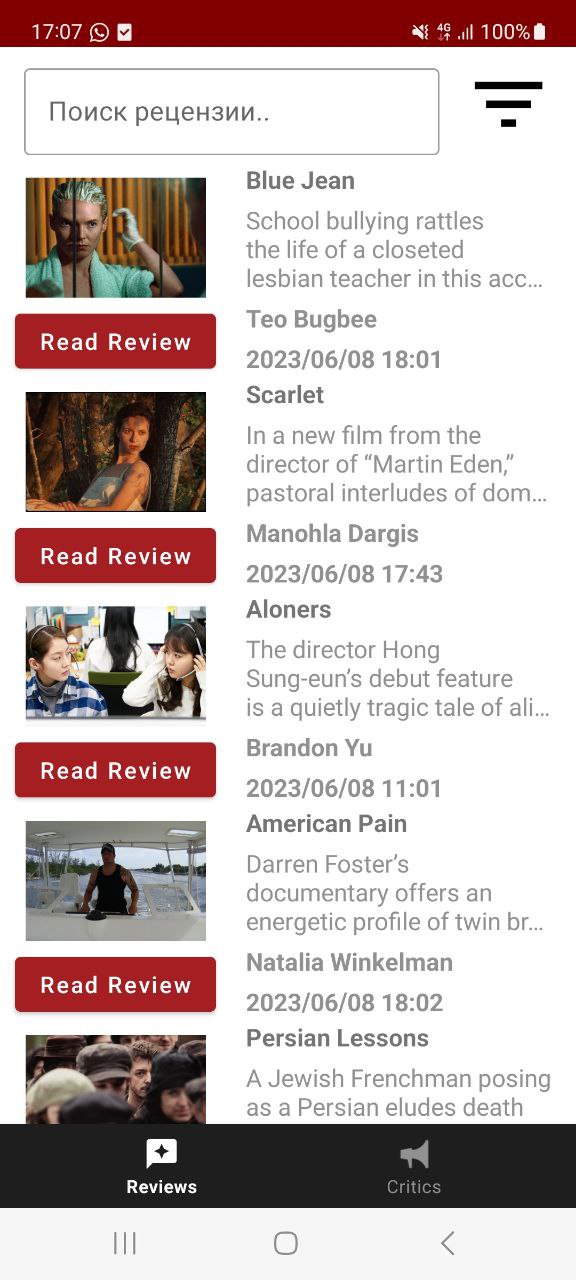 17:07 4G 100%
Поиск рецензии..
Blue Jean
School bullying rattles
the life of a closeted
lesbian teacher in this acc...
Read Review
Teo Bugbee
2023/06/08 18:01
Scarlet
In a new film from the
director of “Martin Eden,”
pastoral interludes of dom...
Read Review
Manohla Dargis
2023/06/08 17:43
Aloners
The director Hong
Sung-eun’s debut feature
is a quietly tragic tale of ali...
Read Review
Brandon Yu
2023/06/08 11:01
American Pain
Darren Foster’s
documentary offers an
energetic profile of twin br...
Read Review
Natalia Winkelman
2023/06/08 18:02
Persian Lessons
A Jewish Frenchman posing
as a Persian eludes death
Reviews
Critics